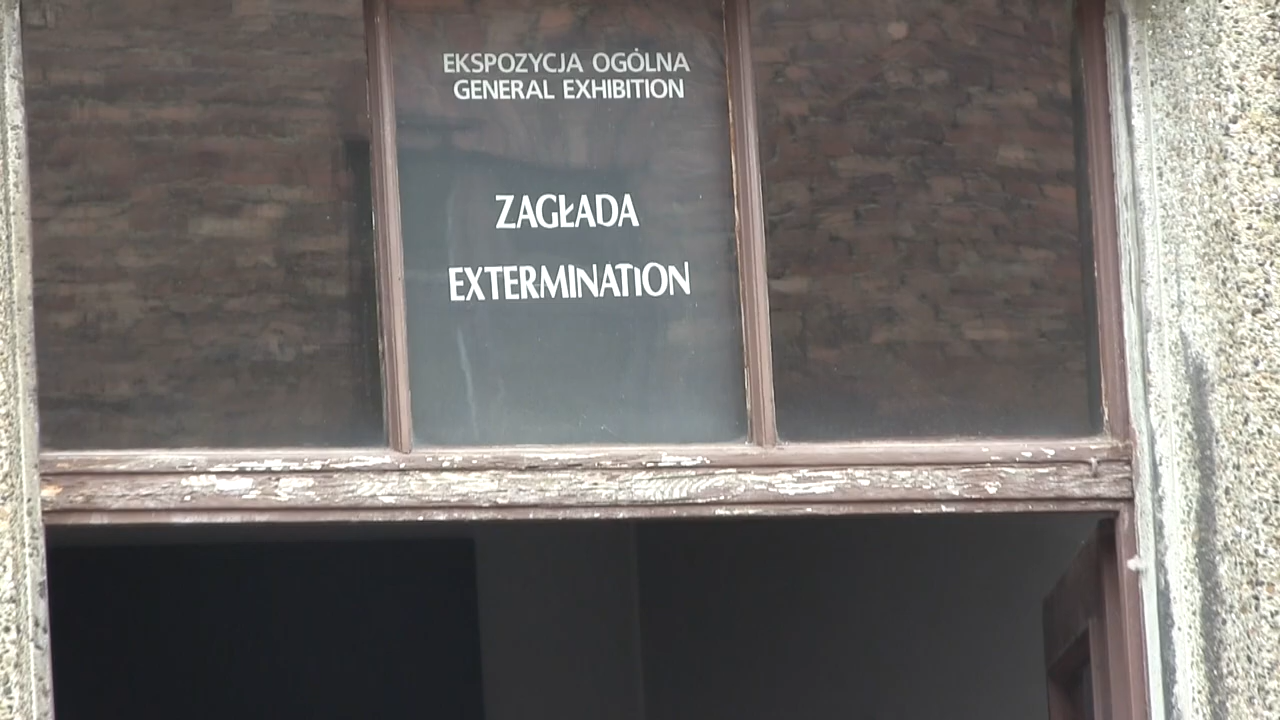 EKSPOZYCJA OGÓLNA
GENERAL EXHIBITION
ZAGŁADA
EXTERMINATION